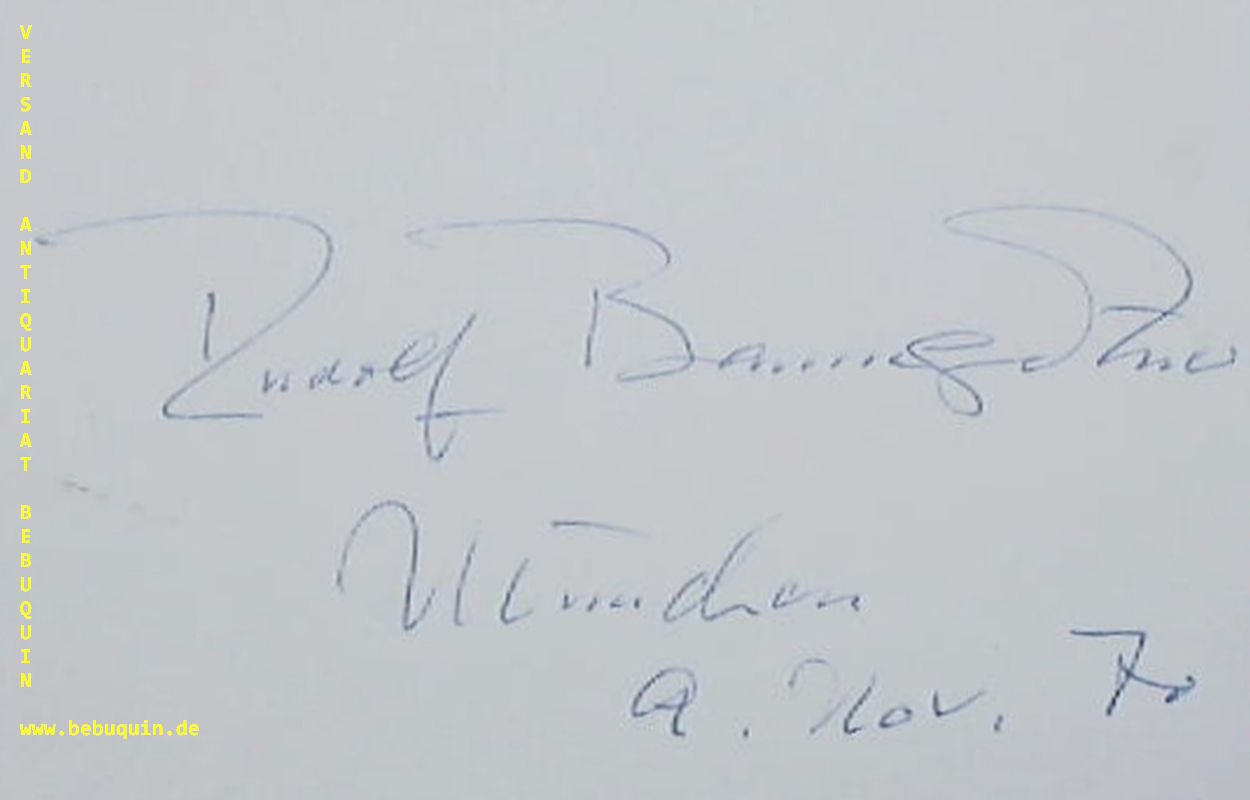 VERSAND ANTIQUARIAT BEBUQUIN
www.bebuquin.de
Rudolf Baumgartner
München
9. Nov. 70